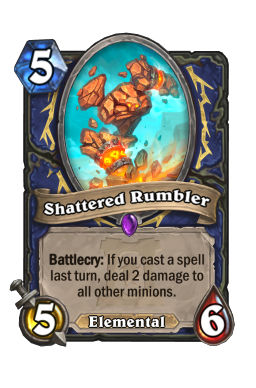 5
Shattered Rumbler
Battlecry: If you cast a spell
last turn, deal 2 damage to
all other minions.
5
Elemental
6